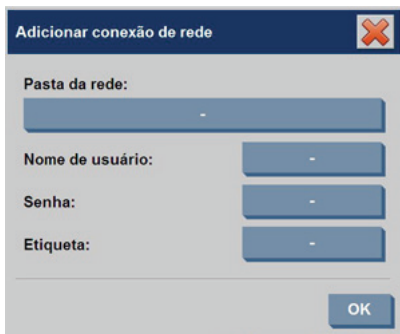 Adicionar conexão de rede
Pasta da rede:
-
Nome de usuário: -
Senha: -
Etiqueta: -
OK